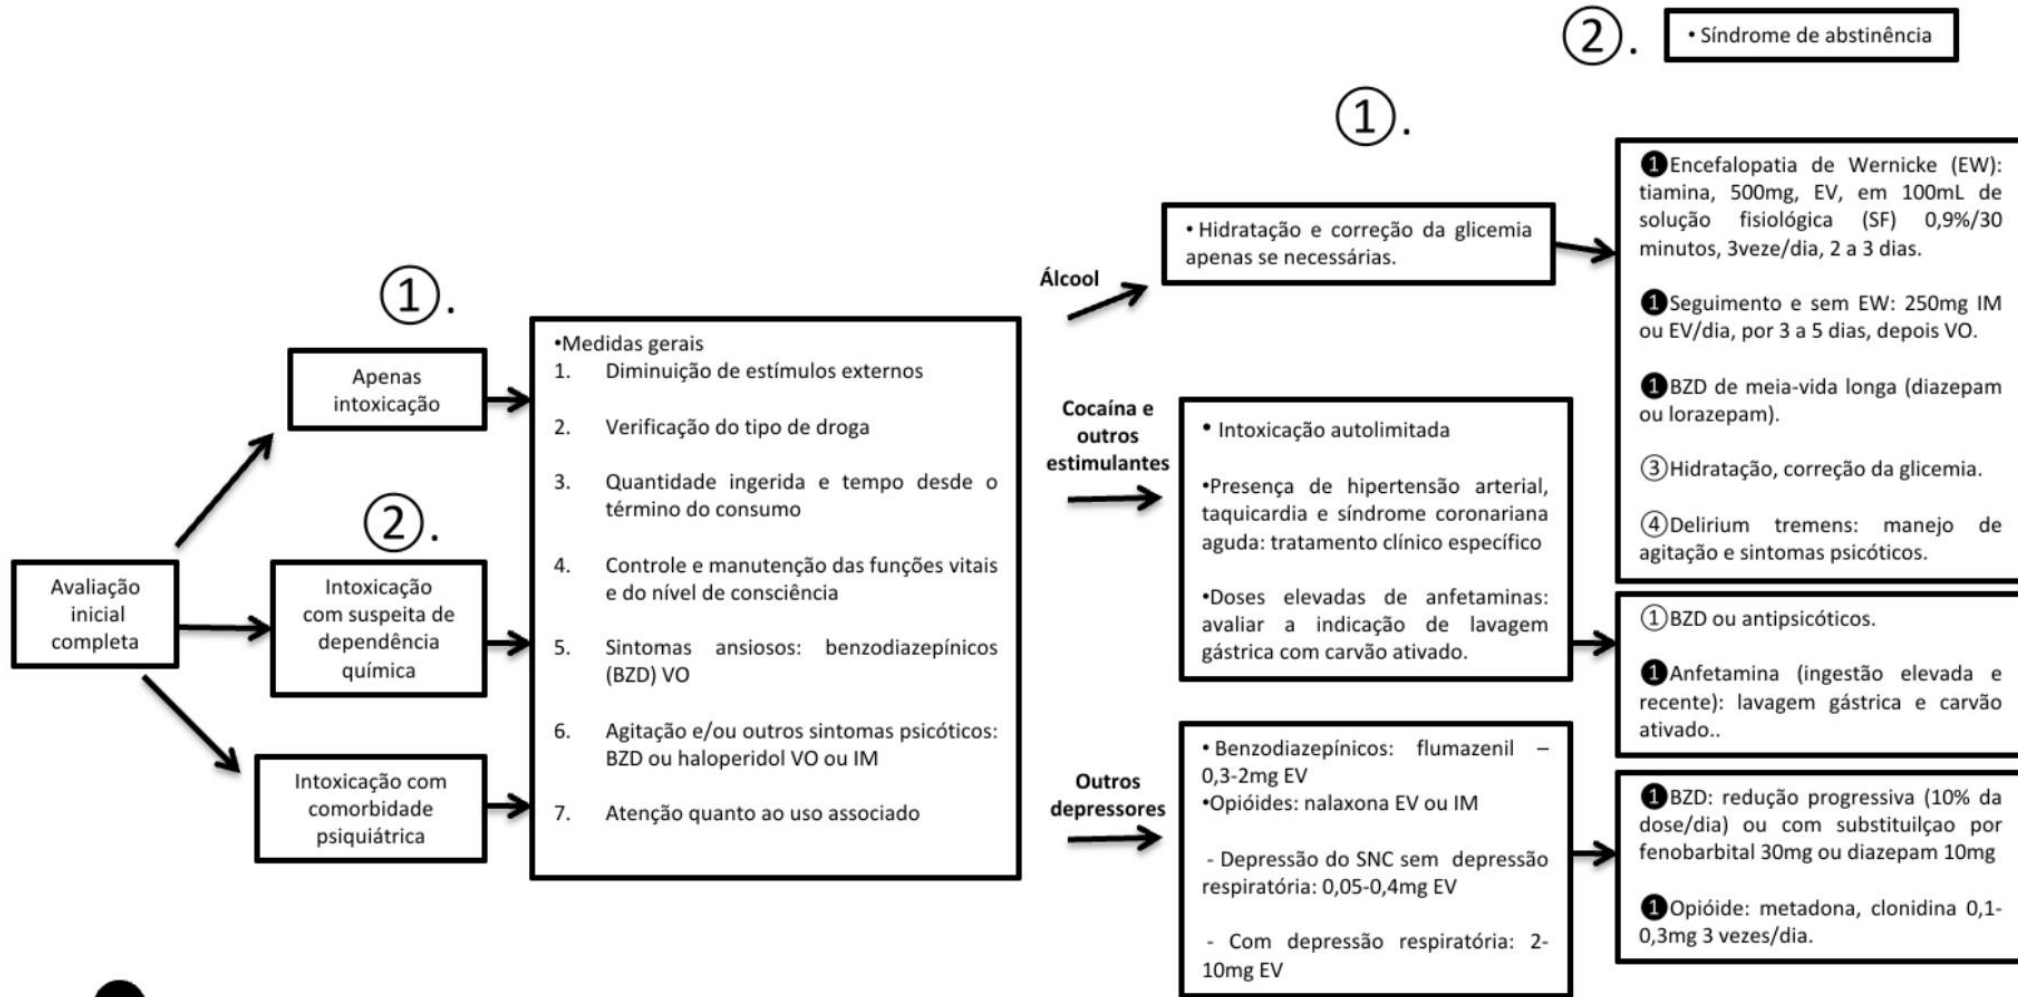 ②.
• Síndrome de abstinência
①.
• Hidratação e correção da glicemia
apenas se necessárias.
❶Encefalopatia de Wernicke (EW):
tiamina, 500mg, EV, em 100mL de
solução fisiológica (SF) 0,9%/30
minutos, 3veze/dia, 2 a 3 dias.
❶Seguimento e sem EW: 250mg IM
ou EV/dia, por 3 a 5 dias, depois VO.
❶BZD de meia-vida longa (diazepam
ou lorazepam).
③Hidratação, correção da glicemia.
④Delirium tremens: manejo de
agitação e sintomas psicóticos.
Avaliação
inicial
completa
①.
Apenas
intoxicação
②.
Intoxicação
com suspeita de
dependência
química
Intoxicação com
comorbidade
psiquiátrica
•Medidas gerais
1. Diminuição de estímulos externos
2. Verificação do tipo de droga
3. Quantidade ingerida e tempo desde o
término do consumo
4. Controle e manutenção das funções vitais
e do nível de consciência
5. Sintomas ansiosos: benzodiazepínicos
(BZD) VO
6. Agitação e/ou outros sintomas psicóticos:
BZD ou haloperidol VO ou IM
7. Atenção quanto ao uso associado
Álcool
Cocaína e
outros
estimulantes
• Intoxicação autolimitada
•Presença de hipertensão arterial,
taquicardia e síndrome coronariana
aguda: tratamento clínico específico
•Doses elevadas de anfetaminas:
avaliar a indicação de lavagem
gástrica com carvão ativado.
①BZD ou antipsicóticos.
❶Anfetamina (ingestão elevada e
recente): lavagem gástrica e carvão
ativado..
Outros
depressores
• Benzodiazepínicos: flumazenil –
0,3-2mg EV
•Opióides: nalaxona EV ou IM
- Depressão do SNC sem depressão
respiratória: 0,05-0,4mg EV
- Com depressão respiratória: 2-
10mg EV
❶BZD: redução progressiva (10% da
dose/dia) ou com substituilçao por
fenobarbital 30mg ou diazepam 10mg
❶Opióide: metadona, clonidina 0,1-
0,3mg 3 vezes/dia.